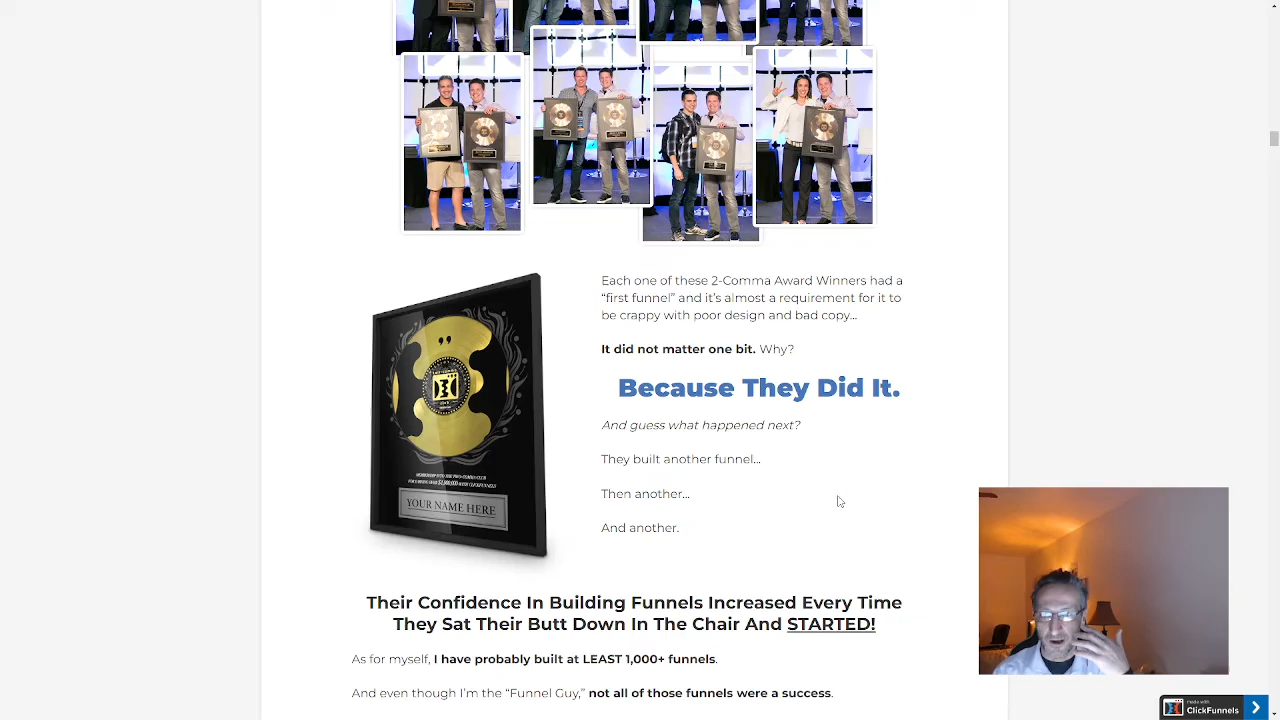 Each one of these 2-Comma Award Winners had a
“first funnel” and it’s almost a requirement for it to
be crappy with poor design and bad copy...
It did not matter one bit. Why?
Because They Did It.
And guess what happened next?
They built another funnel...
Then another...
And another.
YOUR NAME HERE
Their Confidence In Building Funnels Increased Every Time
They Sat Their Butt Down In The Chair And STARTED!
As for myself, I have probably built at LEAST 1,000+ funnels.
And even though I’m the “Funnel Guy,” not all of those funnels were a success.
made with
ClickFunnels